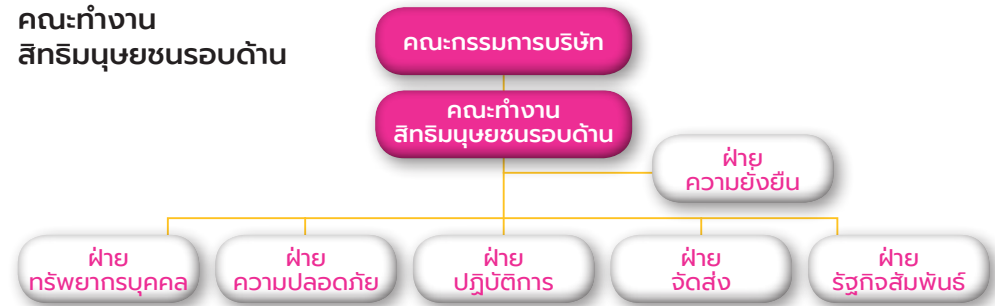 คณะทำงาน
สิทธิมนุษยชนรอบด้าน
คณะกรรมการบริษัท
คณะทำงาน
สิทธิมนุษยชนรอบด้าน
ฝ่าย
ความยั่งยืน
ฝ่าย
ทรัพยากรบุคคล
ฝ่าย
ความปลอดภัย
ฝ่าย
ปฏิบัติการ
ฝ่าย
จัดส่ง
ฝ่าย
รัฐกิจสัมพันธ์